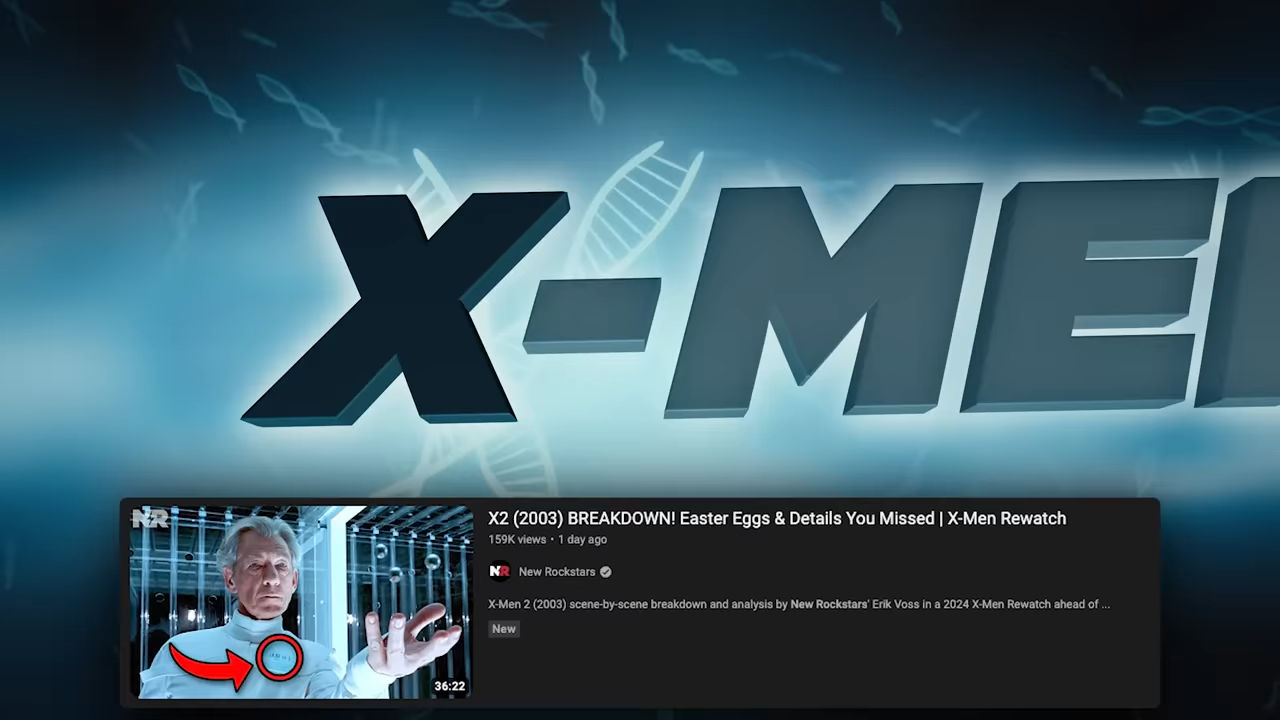 X-MEN
NR
X2 (2003) BREAKDOWN! Easter Eggs & Details You Missed | X-Men Rewatch
159K views • 1 day ago
NR New Rockstars
X-Men 2 (2003) scene-by-scene breakdown and analysis by New Rockstars' Erik Voss in a 2024 X-Men Rewatch ahead of ...
New
36:22